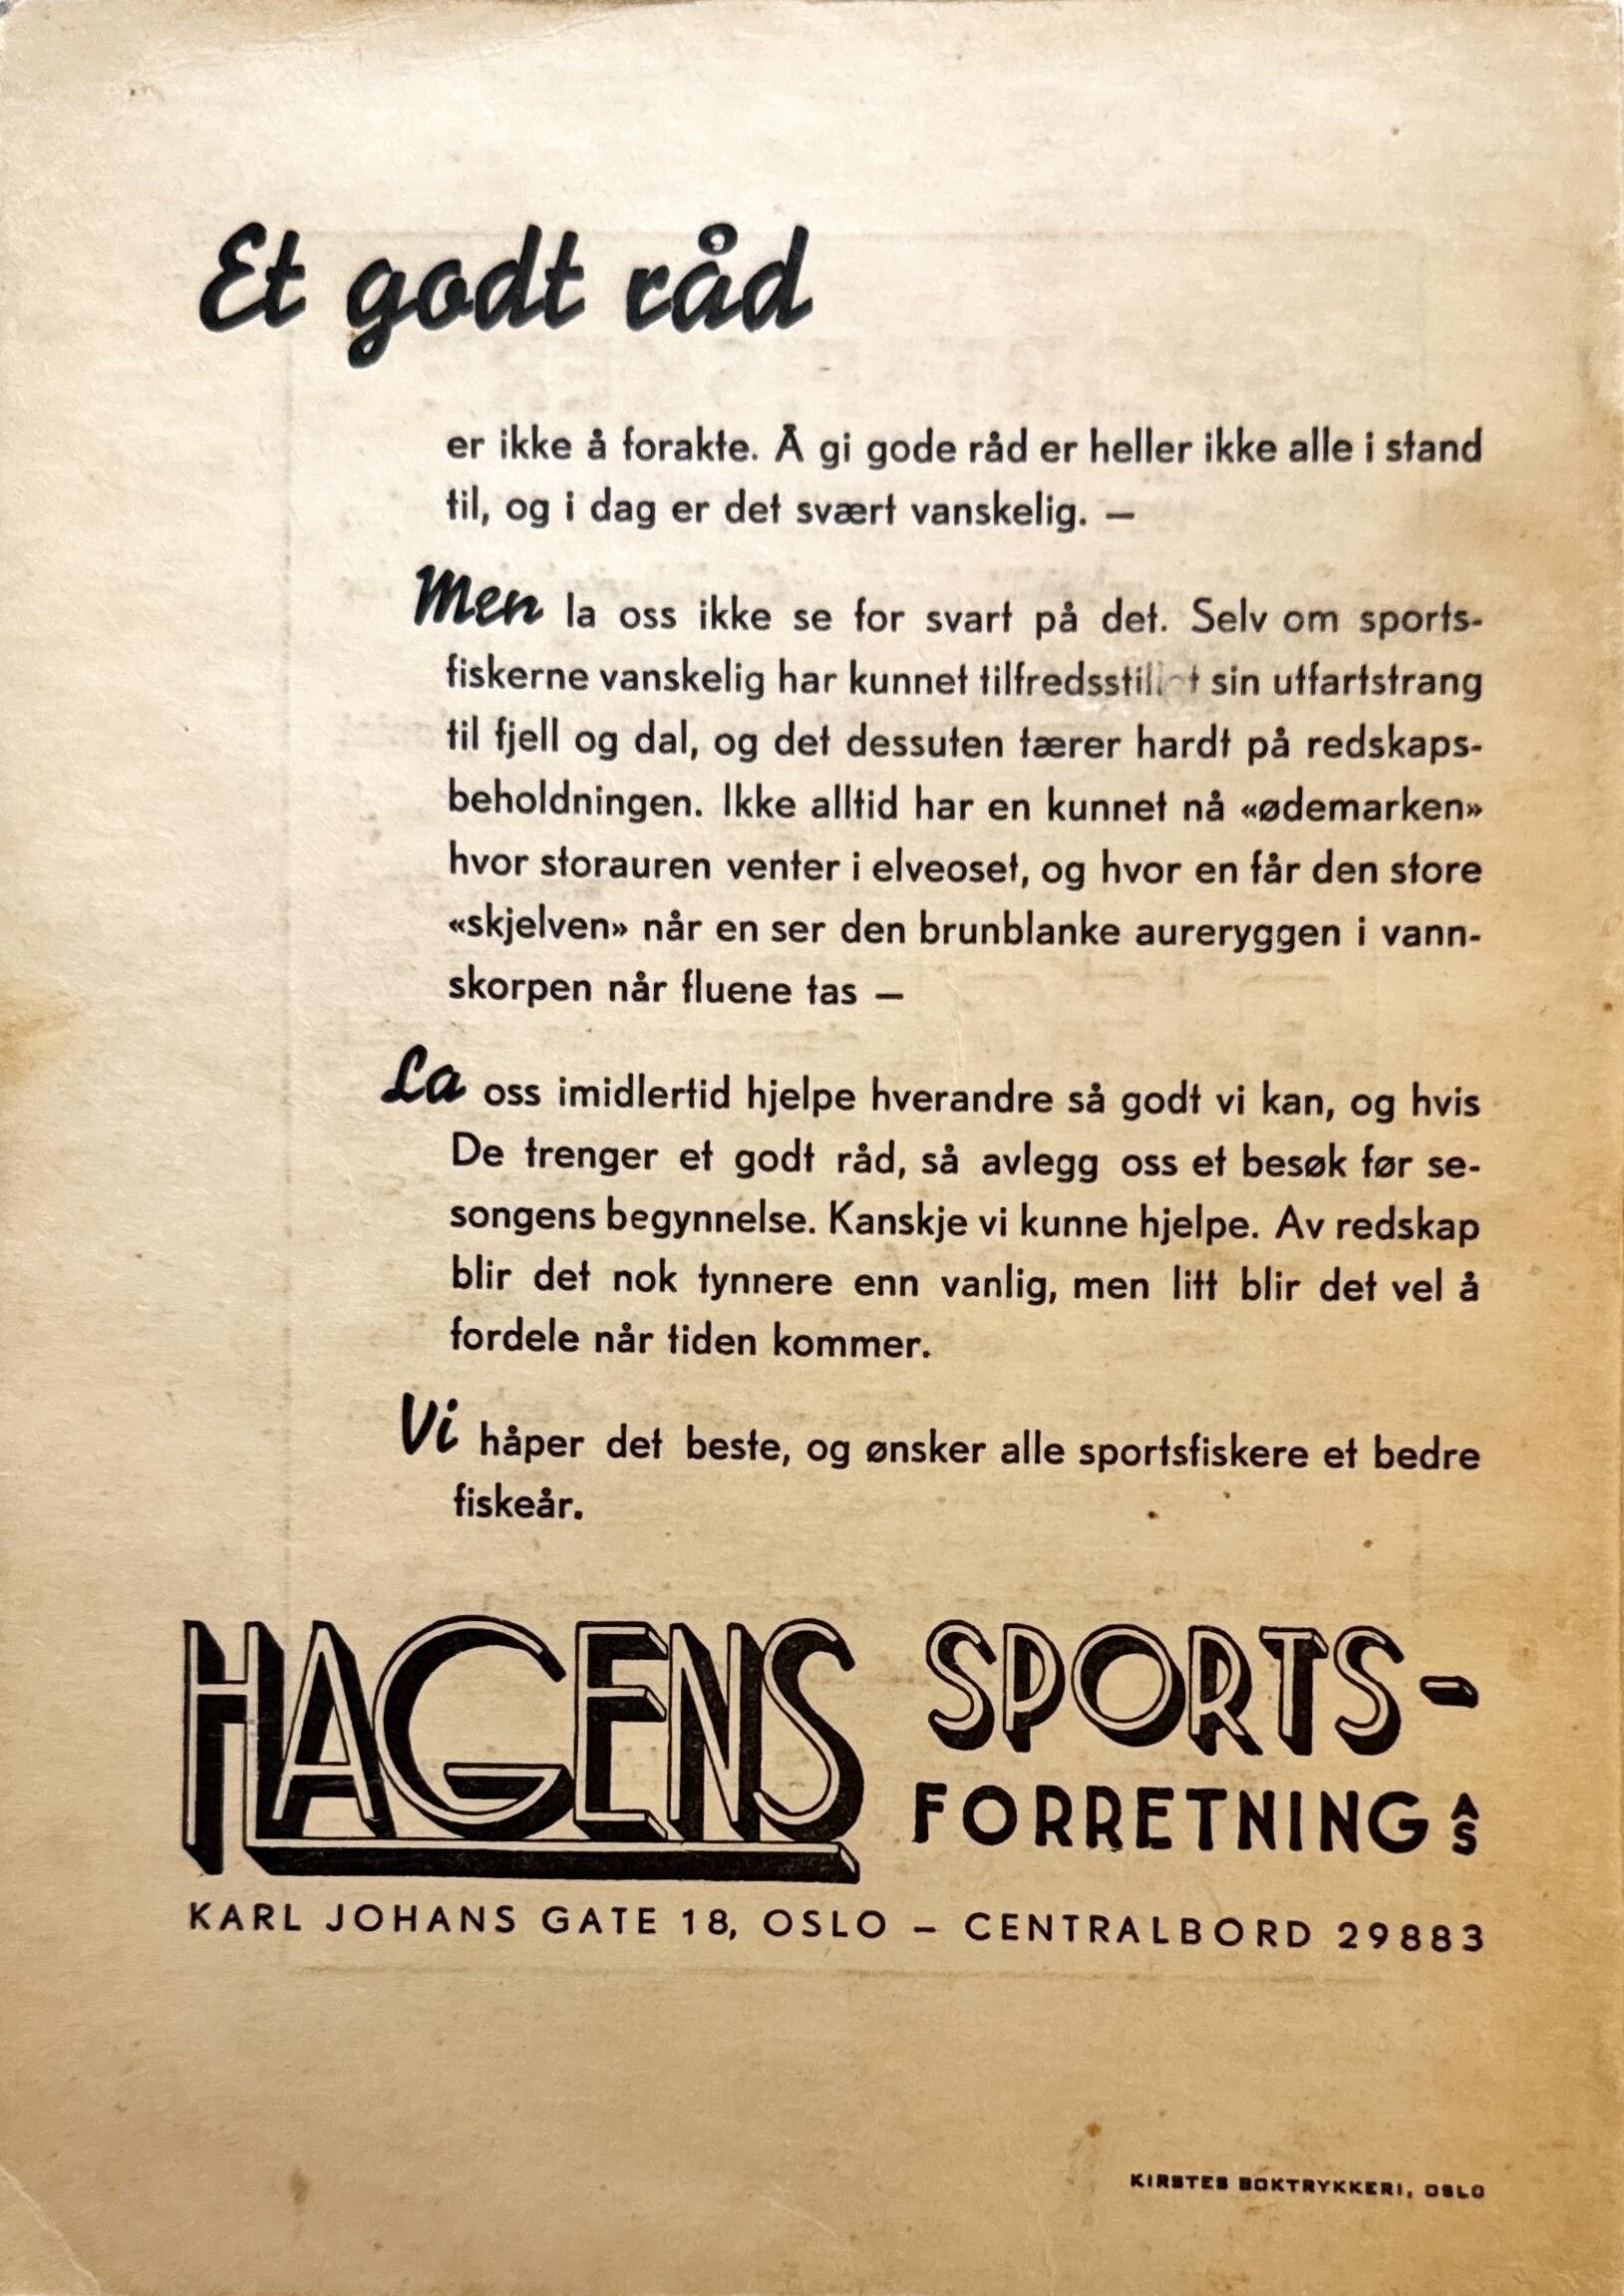 Et godt råd
er ikke å forakte. Å gi gode råd er heller ikke alle i stand
til, og i dag er det svært vanskelig. —
Men la oss ikke se for svart på det. Selv om sports-
fiskerne vanskelig har kunnet sin utfartstrang
til fjell og dal, og det dessuten tærer hardt på redskaps-
beholdningen. Ikke alltid har en kunnet nå «ødemarken»
hvor storauren venter i elveoset, og hvor en får den store
«skjelven» når en ser den brunblanke aureryggen i vann-
skorpen når fluene tas —
La oss imidlertid hjelpe hverandre så godt vi kan, og hvis
De trenger et godt råd, så avlegg oss et besøk før se-
songens begynnelse. Kanskje vi kunne hjelpe. Av redskap
blir det nok tynnere enn vanlig, men litt blir det vel å
fordele når tiden kommer.
Vi håper det beste, og ønsker alle sportsfiskere et bedre
fiskeår.
HAGENS SPORTS-
FORRETNING AS
KARL JOHANS GATE 18, OSLO – CENTRALBORD 29883
KIRSTES BOKTRYKKERI, OSLO